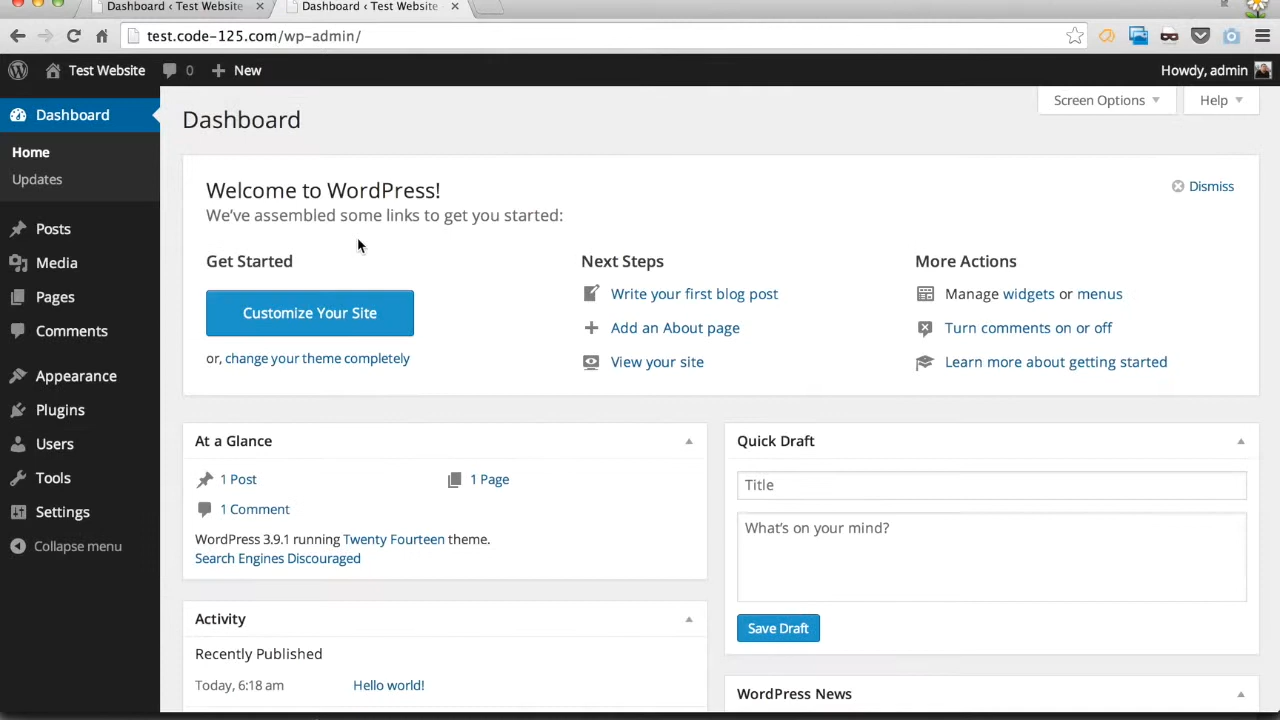 Dashboard ‹ Test Website
Dashboard ‹ Test Website
test.code-125.com/wp-admin/
Test Website 0 New Howdy, admin
Dashboard
Home
Updates
Posts
Media
Pages
Comments
Appearance
Plugins
Users
Tools
Settings
Collapse menu
Screen Options Help
Dashboard
Welcome to WordPress!
Dismiss
We've assembled some links to get you started:
Get Started
Customize Your Site
or, change your theme completely
Next Steps
Write your first blog post
Add an About page
View your site
More Actions
Manage widgets or menus
Turn comments on or off
Learn more about getting started
At a Glance
1 Post 1 Page
1 Comment
WordPress 3.9.1 running Twenty Fourteen theme.
Search Engines Discouraged
Activity
Recently Published
Today, 6:18 am Hello world!
Quick Draft
Title
What's on your mind?
Save Draft
WordPress News